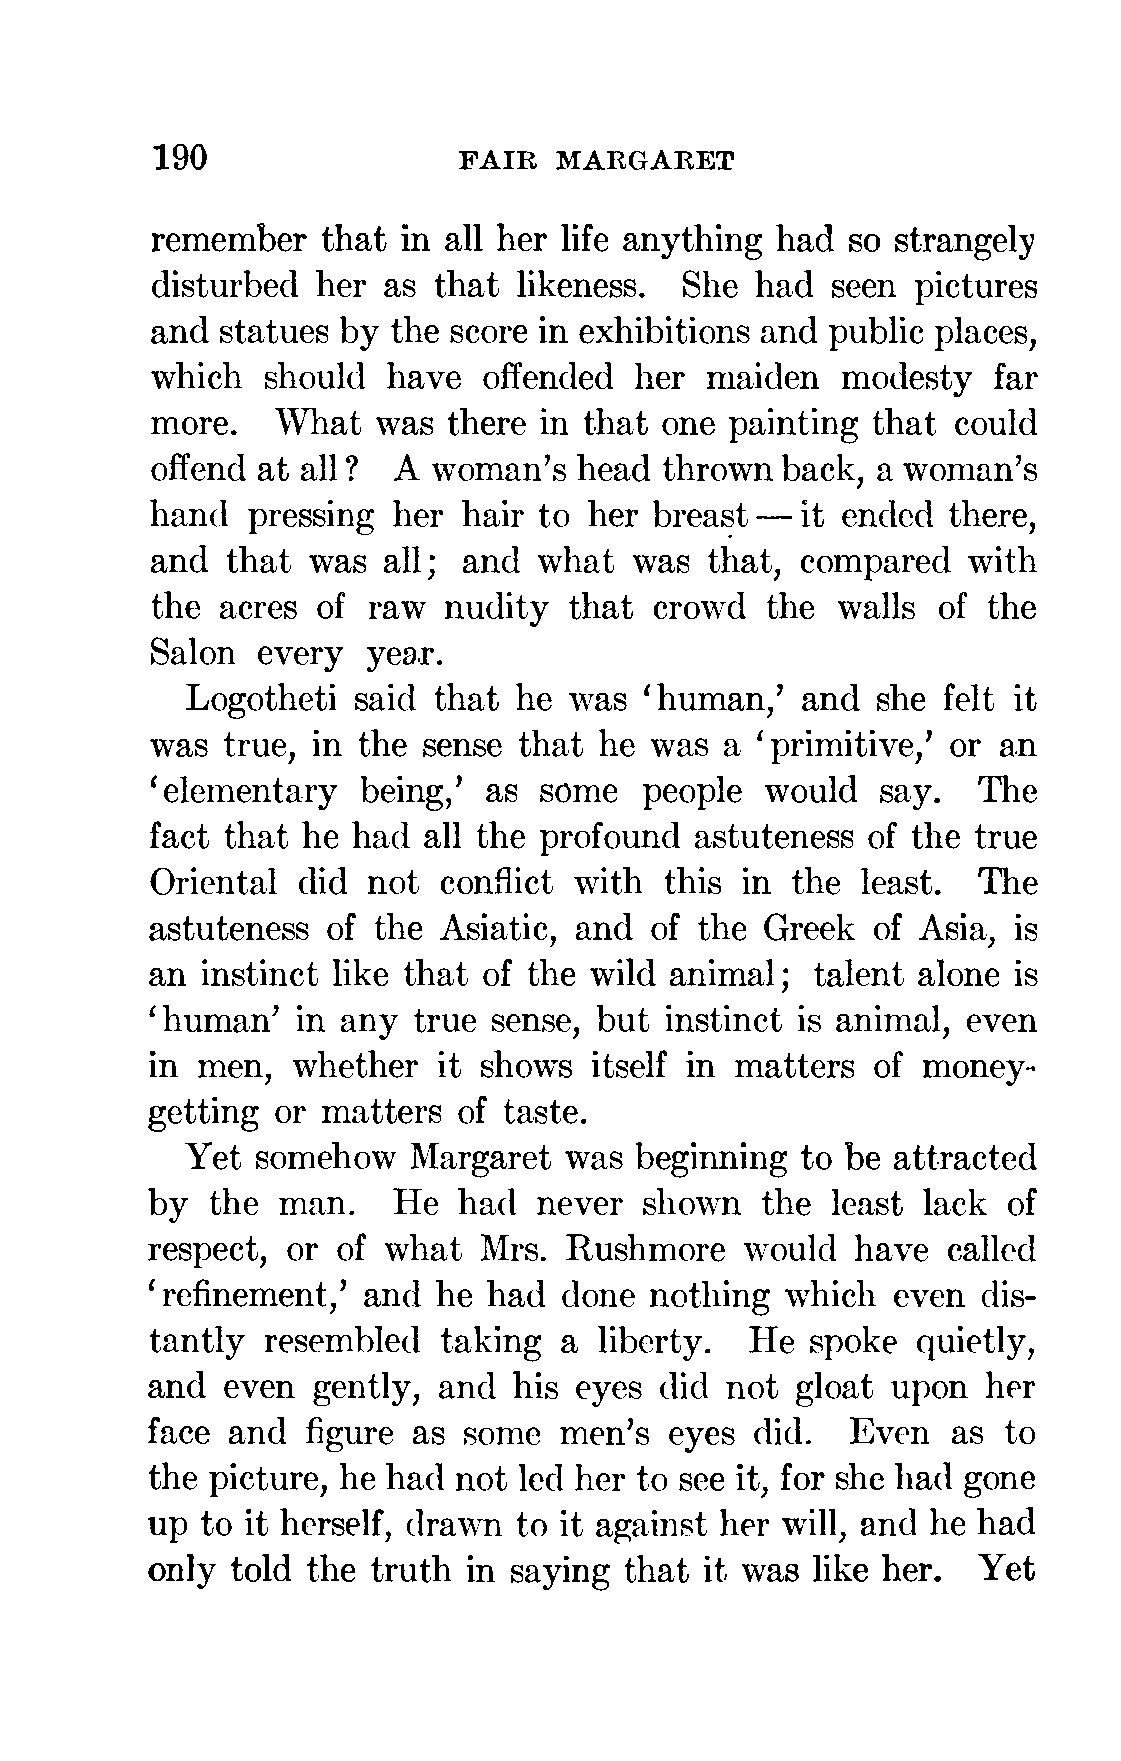 190 FAIR MARGARET
remember that in all her life anything had so strangely
disturbed her as that likeness. She had seen pictures
and statues by the score in exhibitions and public places,
which should have offended her maiden modesty far
more. What was there in that one painting that could
offend at all? A woman's head thrown back, a woman's
hand pressing her hair to her breast — it ended there,
and that was all; and what was that, compared with
the acres of raw nudity that crowd the walls of the
Salon every year.
Logotheti said that he was 'human,' and she felt it
was true, in the sense that he was a 'primitive,' or an
'elementary being,' as some people would say. The
fact that he had all the profound astuteness of the true
Oriental did not conflict with this in the least. The
astuteness of the Asiatic, and of the Greek of Asia, is
an instinct like that of the wild animal; talent alone is
'human' in any true sense, but instinct is animal, even
in men, whether it shows itself in matters of money-
getting or matters of taste.
Yet somehow Margaret was beginning to be attracted
by the man. He had never shown the least lack of
respect, or of what Mrs. Rushmore would have called
'refinement,' and he had done nothing which even dis-
tantly resembled taking a liberty. He spoke quietly,
and even gently, and his eyes did not gloat upon her
face and figure as some men's eyes did. Even as to
the picture, he had not led her to see it, for she had gone
up to it herself, drawn to it against her will, and he had
only told the truth in saying that it was like her. Yet